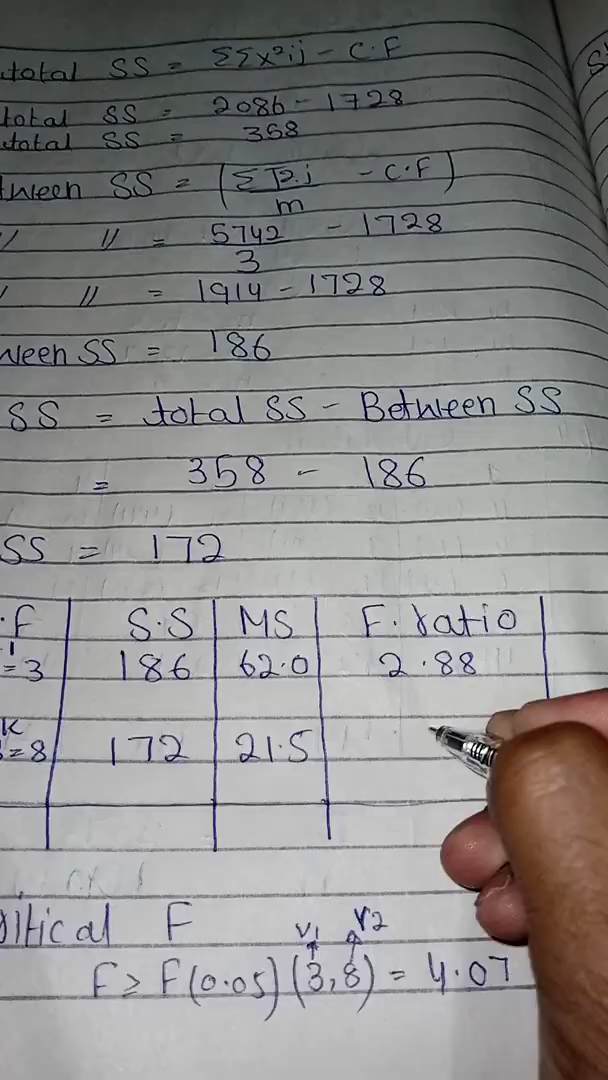 total SS = ΣΣx²ij - C.F
total SS = 2086 - 1728
total SS = 358
tween SS = (ΣT².j - C.F)
m
// // = 5742 - 1728
3
// = 1914 - 1728
ween SS = 186
SS = total SS - Between SS
= 358 - 186
SS = 172
.F S.S MS F. ratio
1
=3 186 62.0 2.88
K
=8 172 21.5
itical F
V1 V2
F ≥ F(0.05)(3,8) = 4.07